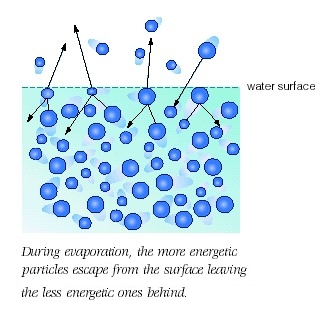 water surface
During evaporation, the more energetic
particles escape from the surface leaving
the less energetic ones behind.